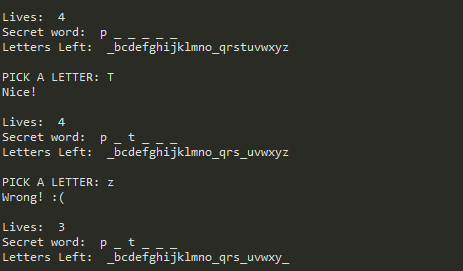 Lives:  4
Secret word:  p _ _ _ _ _
Letters Left:  _bcdefghijklmno_qrstuvwxyz
PICK A LETTER: T
Nice!
Lives:  4
Secret word:  p _ t _ _ _
Letters Left:  _bcdefghijklmno_qrs_uvwxyz
PICK A LETTER: z
Wrong! :(
Lives:  3
Secret word:  p _ t _ _ _
Letters Left:  _bcdefghijklmno_qrs_uvwxy_